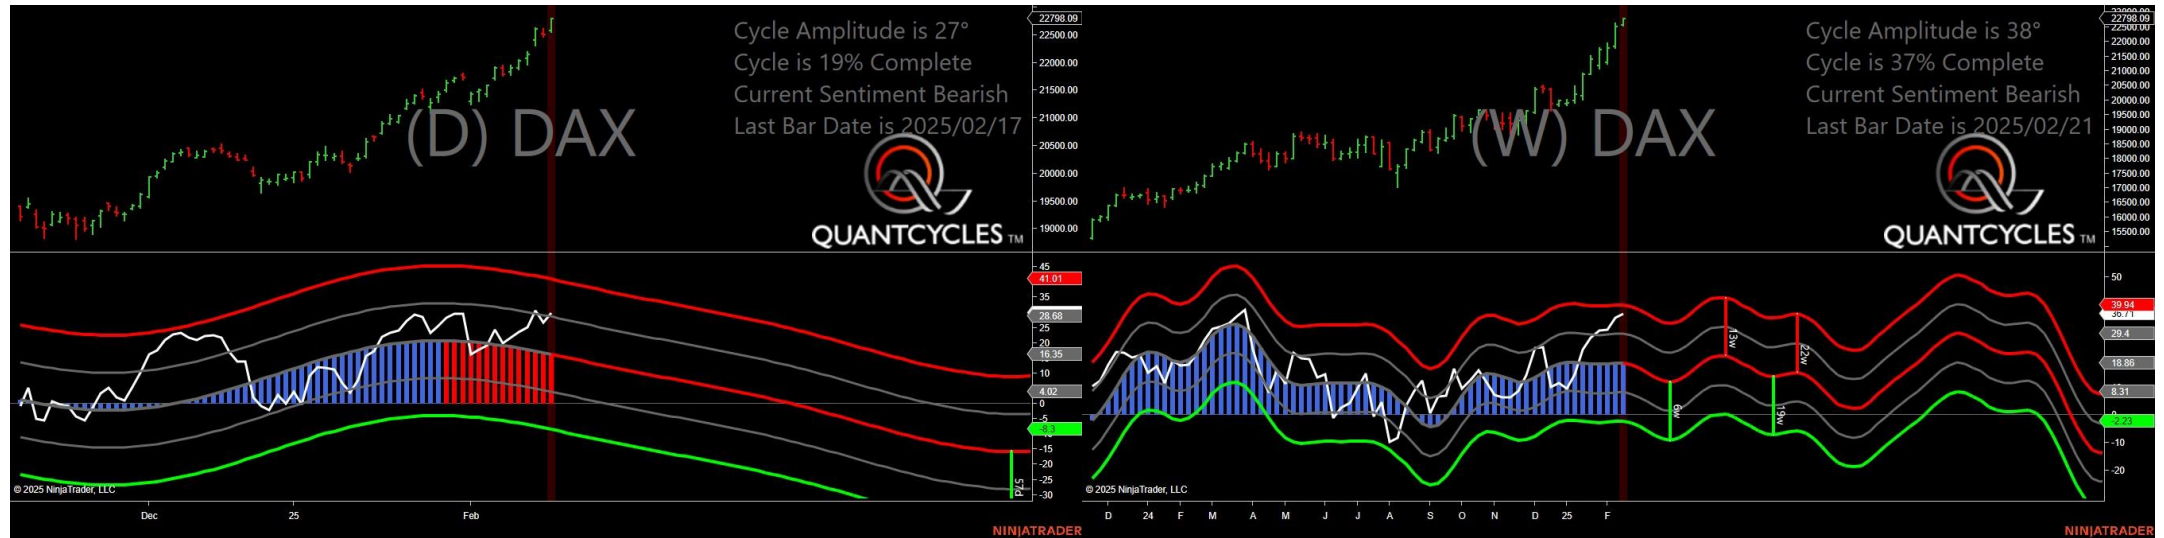 Cycle Amplitude is 27°
Cycle is 19% Complete
Current Sentiment Bearish
Last Bar Date is 2025/02/17
(D) DAX
QUANTCYCLES TM
22798.09
22500.00
22000.00
21500.00
21000.00
20500.00
20000.00
19500.00
19000.00
45
41.01
35
28.68
25
20
16.35
10
4.02
0
-5
-8.3
-15
-20
-25
-30
57d
© 2025 NinjaTrader, LLC
Dec 25 Feb
NINJATRADER
Cycle Amplitude is 38°
Cycle is 37% Complete
Current Sentiment Bearish
Last Bar Date is 2025/02/21
(W) DAX
QUANTCYCLES TM
22798.09
22500.00
21500.00
21000.00
20500.00
20000.00
19500.00
19000.00
18500.00
18000.00
17500.00
17000.00
16500.00
16000.00
15500.00
50
39.94
36.71
29.4
18.86
8.31
-2.23
-10
-20
13w
22w
6w
19w
© 2025 NinjaTrader, LLC
D 24 F M A M J J A S O N D 25 F
NINJATRADER